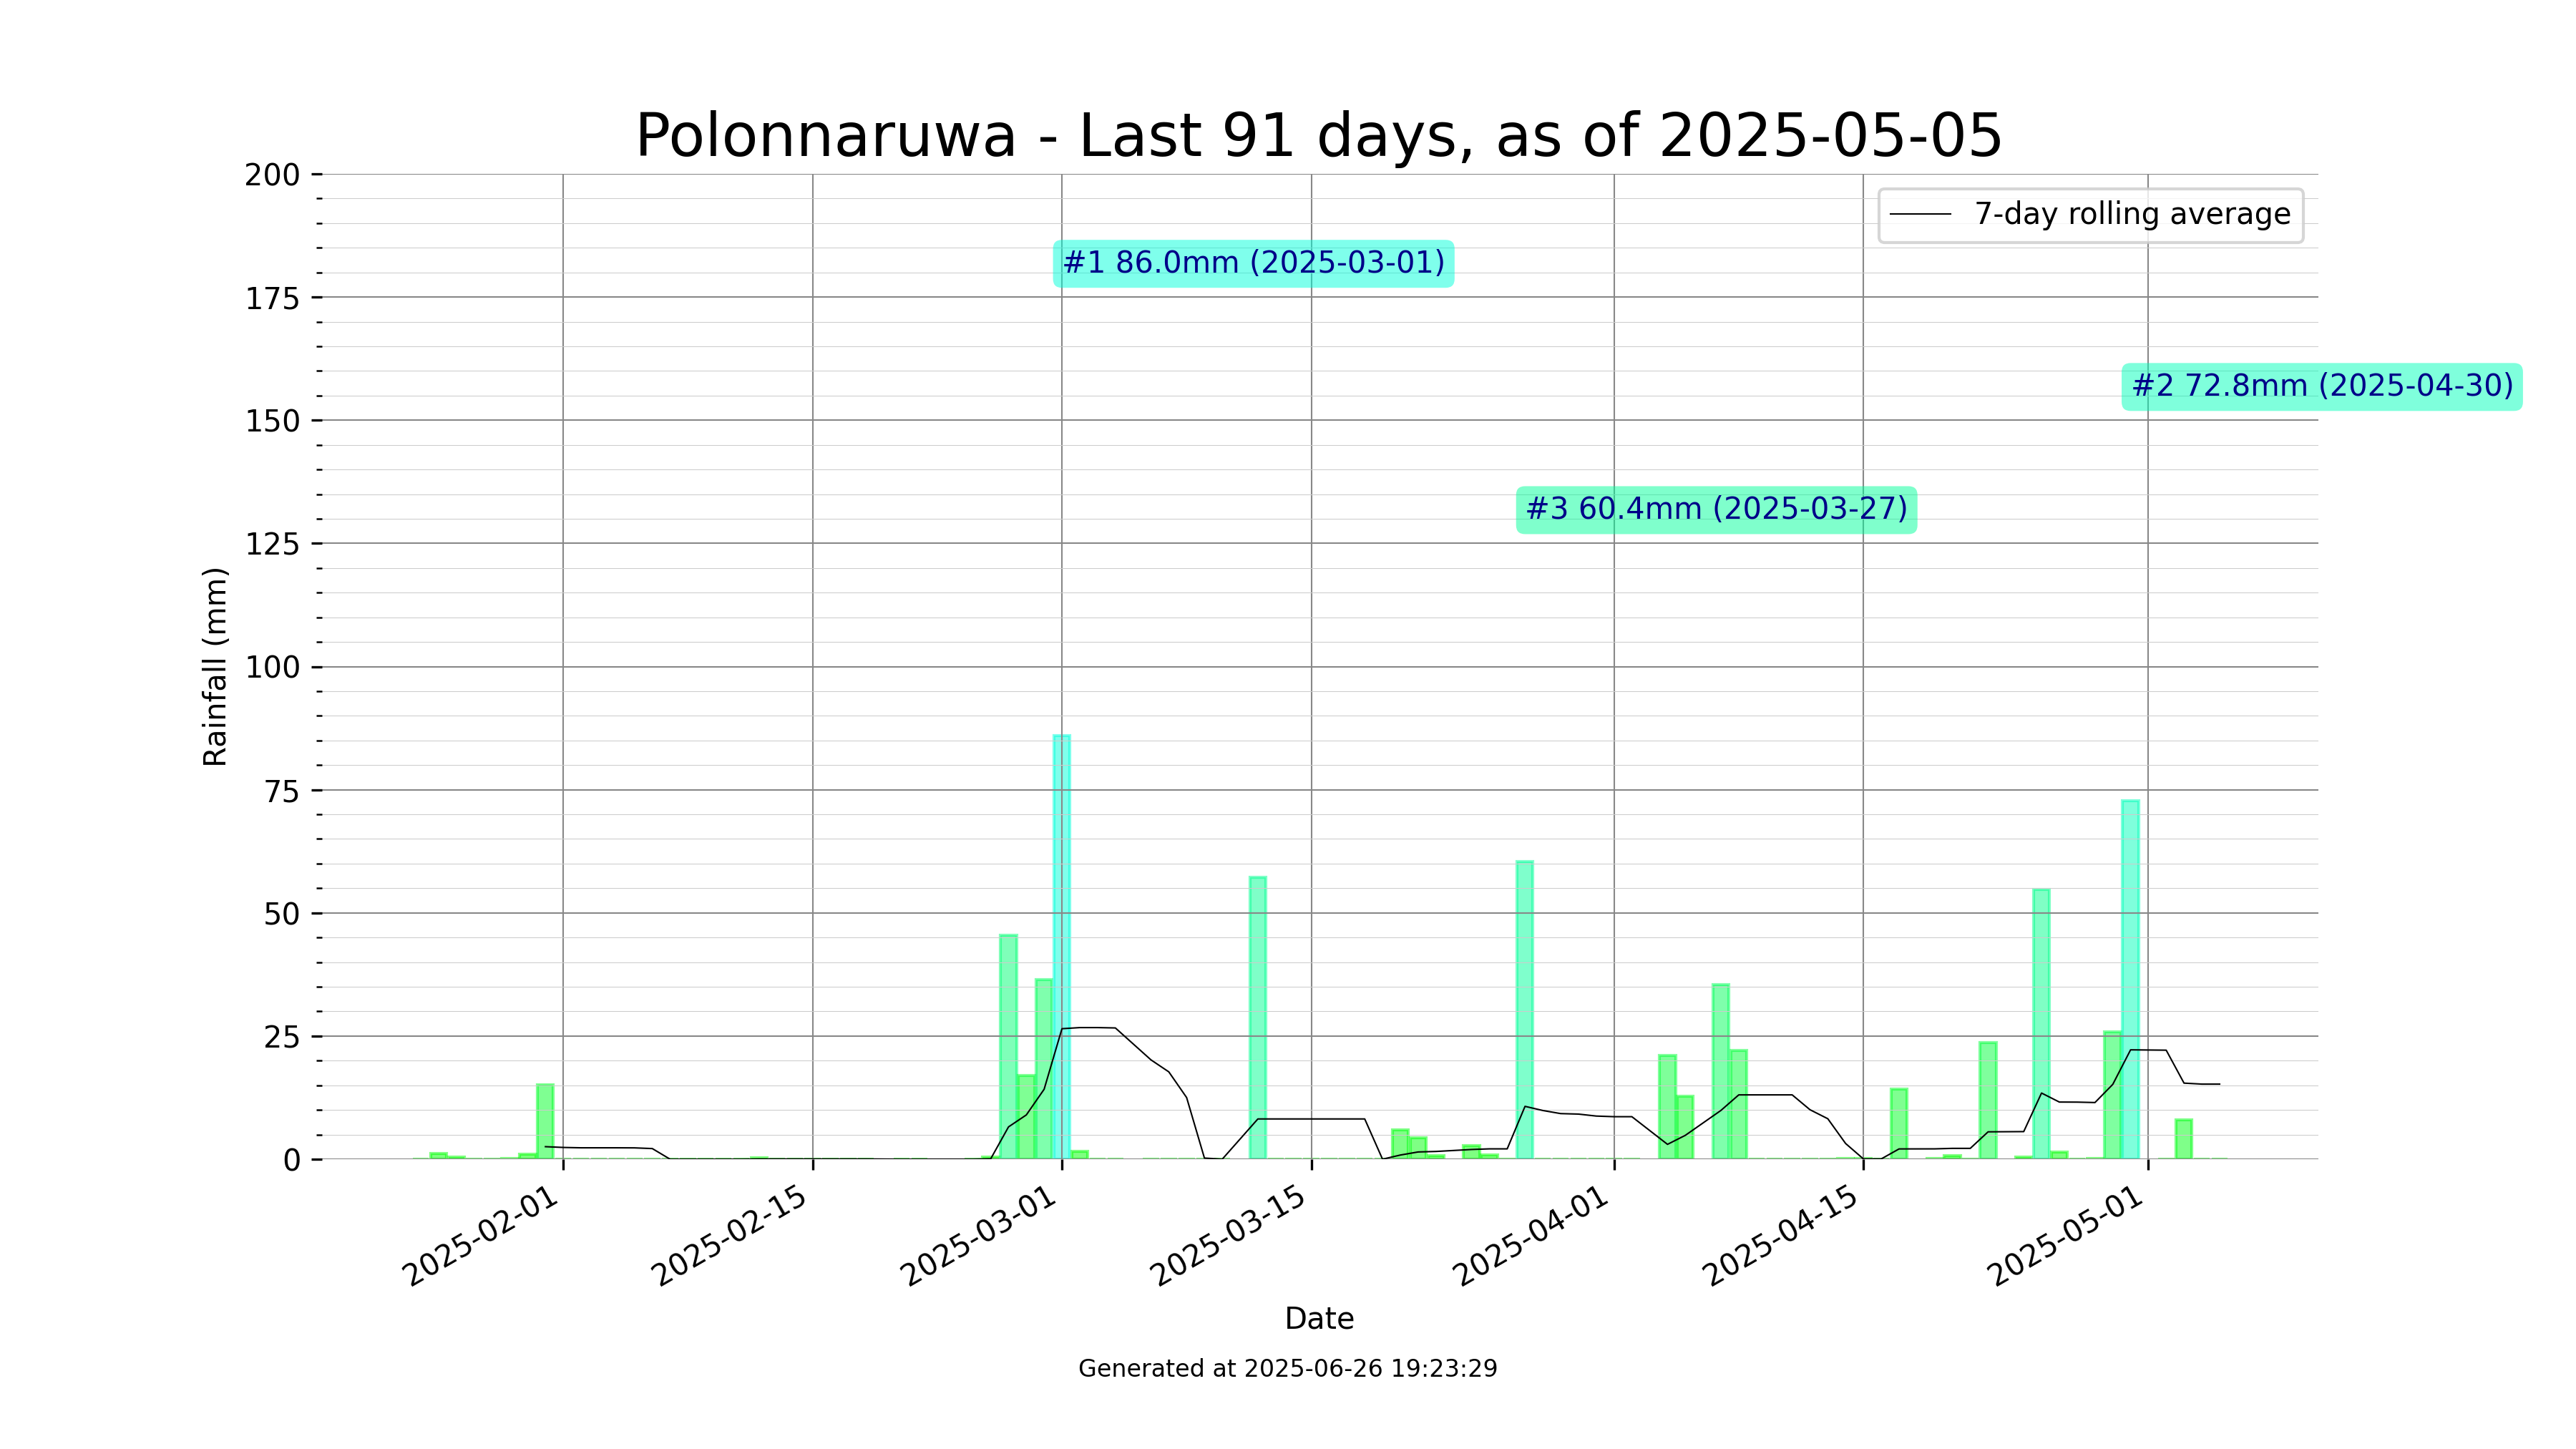 Polonnaruwa - Last 91 days, as of 2025-05-05
7-day rolling average
#1 86.0mm (2025-03-01)
#2 72.8mm (2025-04-30)
#3 60.4mm (2025-03-27)
Rainfall (mm)
200
175
150
125
100
75
50
25
0
2025-02-01
2025-02-15
2025-03-01
2025-03-15
2025-04-01
2025-04-15
2025-05-01
Date
Generated at 2025-06-26 19:23:29